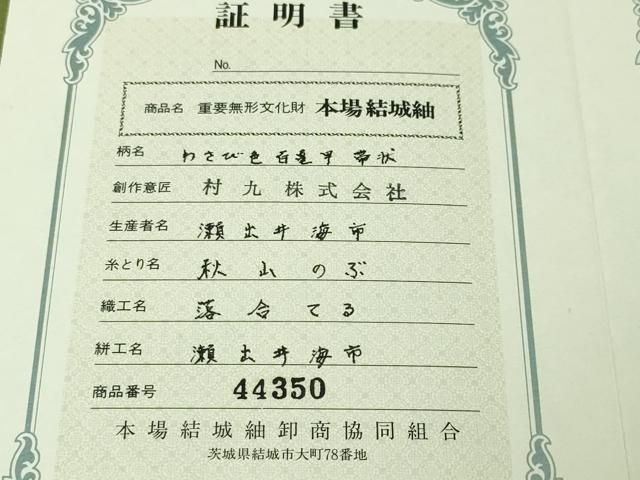 証明書
No.
商品名 重要無形文化財 本場結城紬
柄名 わさび色百亀甲帯状
創作意匠 村九株式会社
生産者名 瀬戸井海市
糸とり名 秋山のぶ
織工名 落合てる
絣工名 瀬戸井海市
商品番号 44350
本場結城紬卸商協同組合
茨城県結城市大町78番地